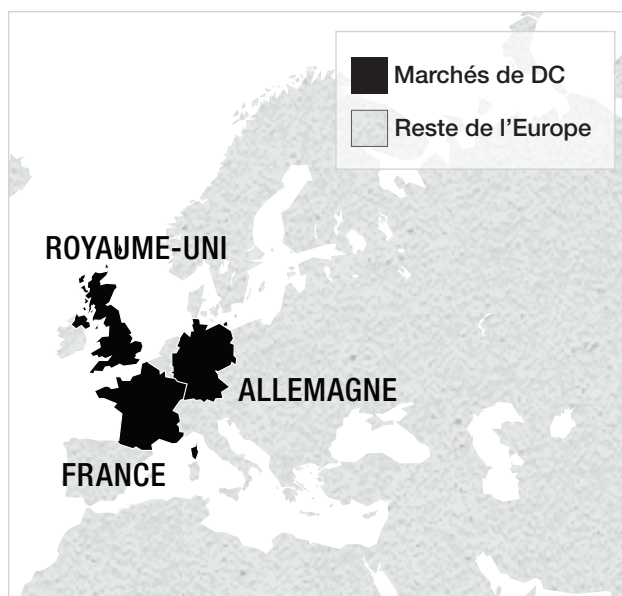 Marchés de DC
Reste de l’Europe
ROYAUME-UNI
ALLEMAGNE
FRANCE